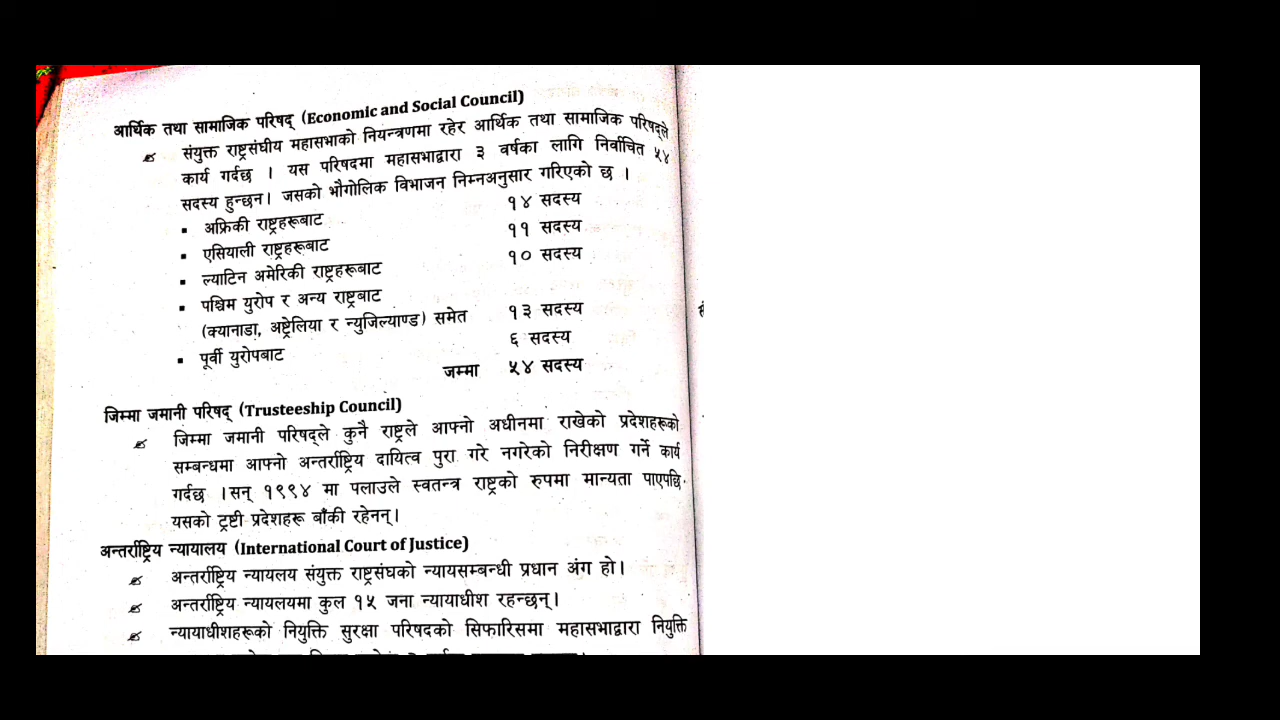 आर्थिक तथा सामाजिक परिषद् (Economic and Social Council)
संयुक्त राष्ट्रसंघीय महासभाको नियन्त्रणमा रहेर आर्थिक तथा सामाजिक परिषद्ले
कार्य गर्दछ । यस परिषदमा महासभाद्वारा ३ वर्षका लागि निर्वाचित ५४
सदस्य हुन्छन। जसको भौगोलिक विभाजन निम्नअनुसार गरिएको छ ।
▪ अफ्रिकी राष्ट्रहरूबाट १४ सदस्य
▪ एसियाली राष्ट्रहरूबाट ११ सदस्य
▪ ल्याटिन अमेरिकी राष्ट्रहरूबाट १० सदस्य
▪ पश्चिम युरोप र अन्य राष्ट्रबाट
(क्यानाडा, अष्ट्रेलिया र न्युजिल्याण्ड) समेत १३ सदस्य
▪ पूर्वी युरोपबाट ६ सदस्य
जम्मा ५४ सदस्य
जिम्मा जमानी परिषद् (Trusteeship Council)
जिम्मा जमानी परिषद्ले कुनै राष्ट्रले आफ्नो अधीनमा राखेको प्रदेशहरूको
सम्बन्धमा आफ्नो अन्तर्राष्ट्रिय दायित्व पुरा गरे नगरेको निरीक्षण गर्ने कार्य
गर्दछ ।सन् १९९४ मा पलाउले स्वतन्त्र राष्ट्रको रुपमा मान्यता पाएपछि
यसको ट्रष्टी प्रदेशहरू बाँकी रहेनन्।
अन्तर्राष्ट्रिय न्यायालय (International Court of Justice)
अन्तर्राष्ट्रिय न्यायलय संयुक्त राष्ट्रसंघको न्यायसम्बन्धी प्रधान अंग हो।
अन्तर्राष्ट्रिय न्यायलयमा कुल १५ जना न्यायाधीश रहन्छन्।
न्यायाधीशहरूको नियुक्ति सुरक्षा परिषदको सिफारिसमा महासभाद्वारा नियुक्ति